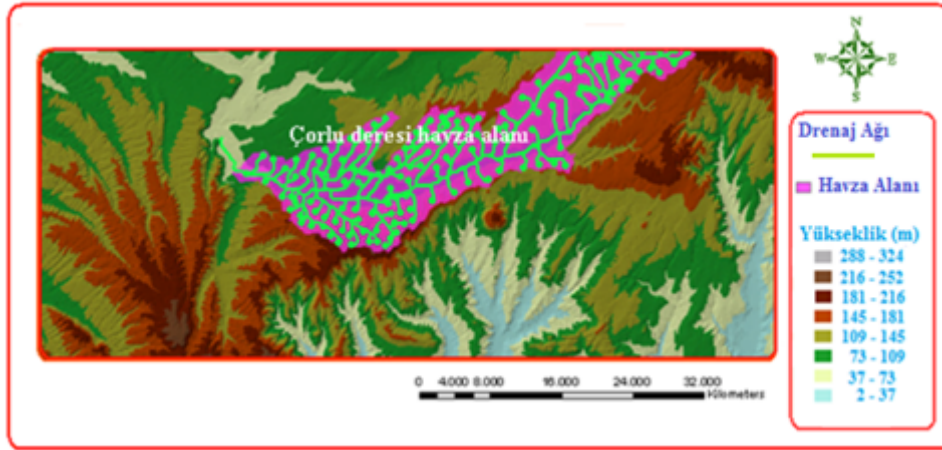 N
W E
S
Çorlu deresi havza alanı
Drenaj Ağı
Havza Alanı
Yükseklik (m)
288 - 324
216 - 252
181 - 216
145 - 181
109 - 145
73 - 109
37 - 73
2 - 37
0 4.000 8.000 16.000 24.000 32.000
Kilometers